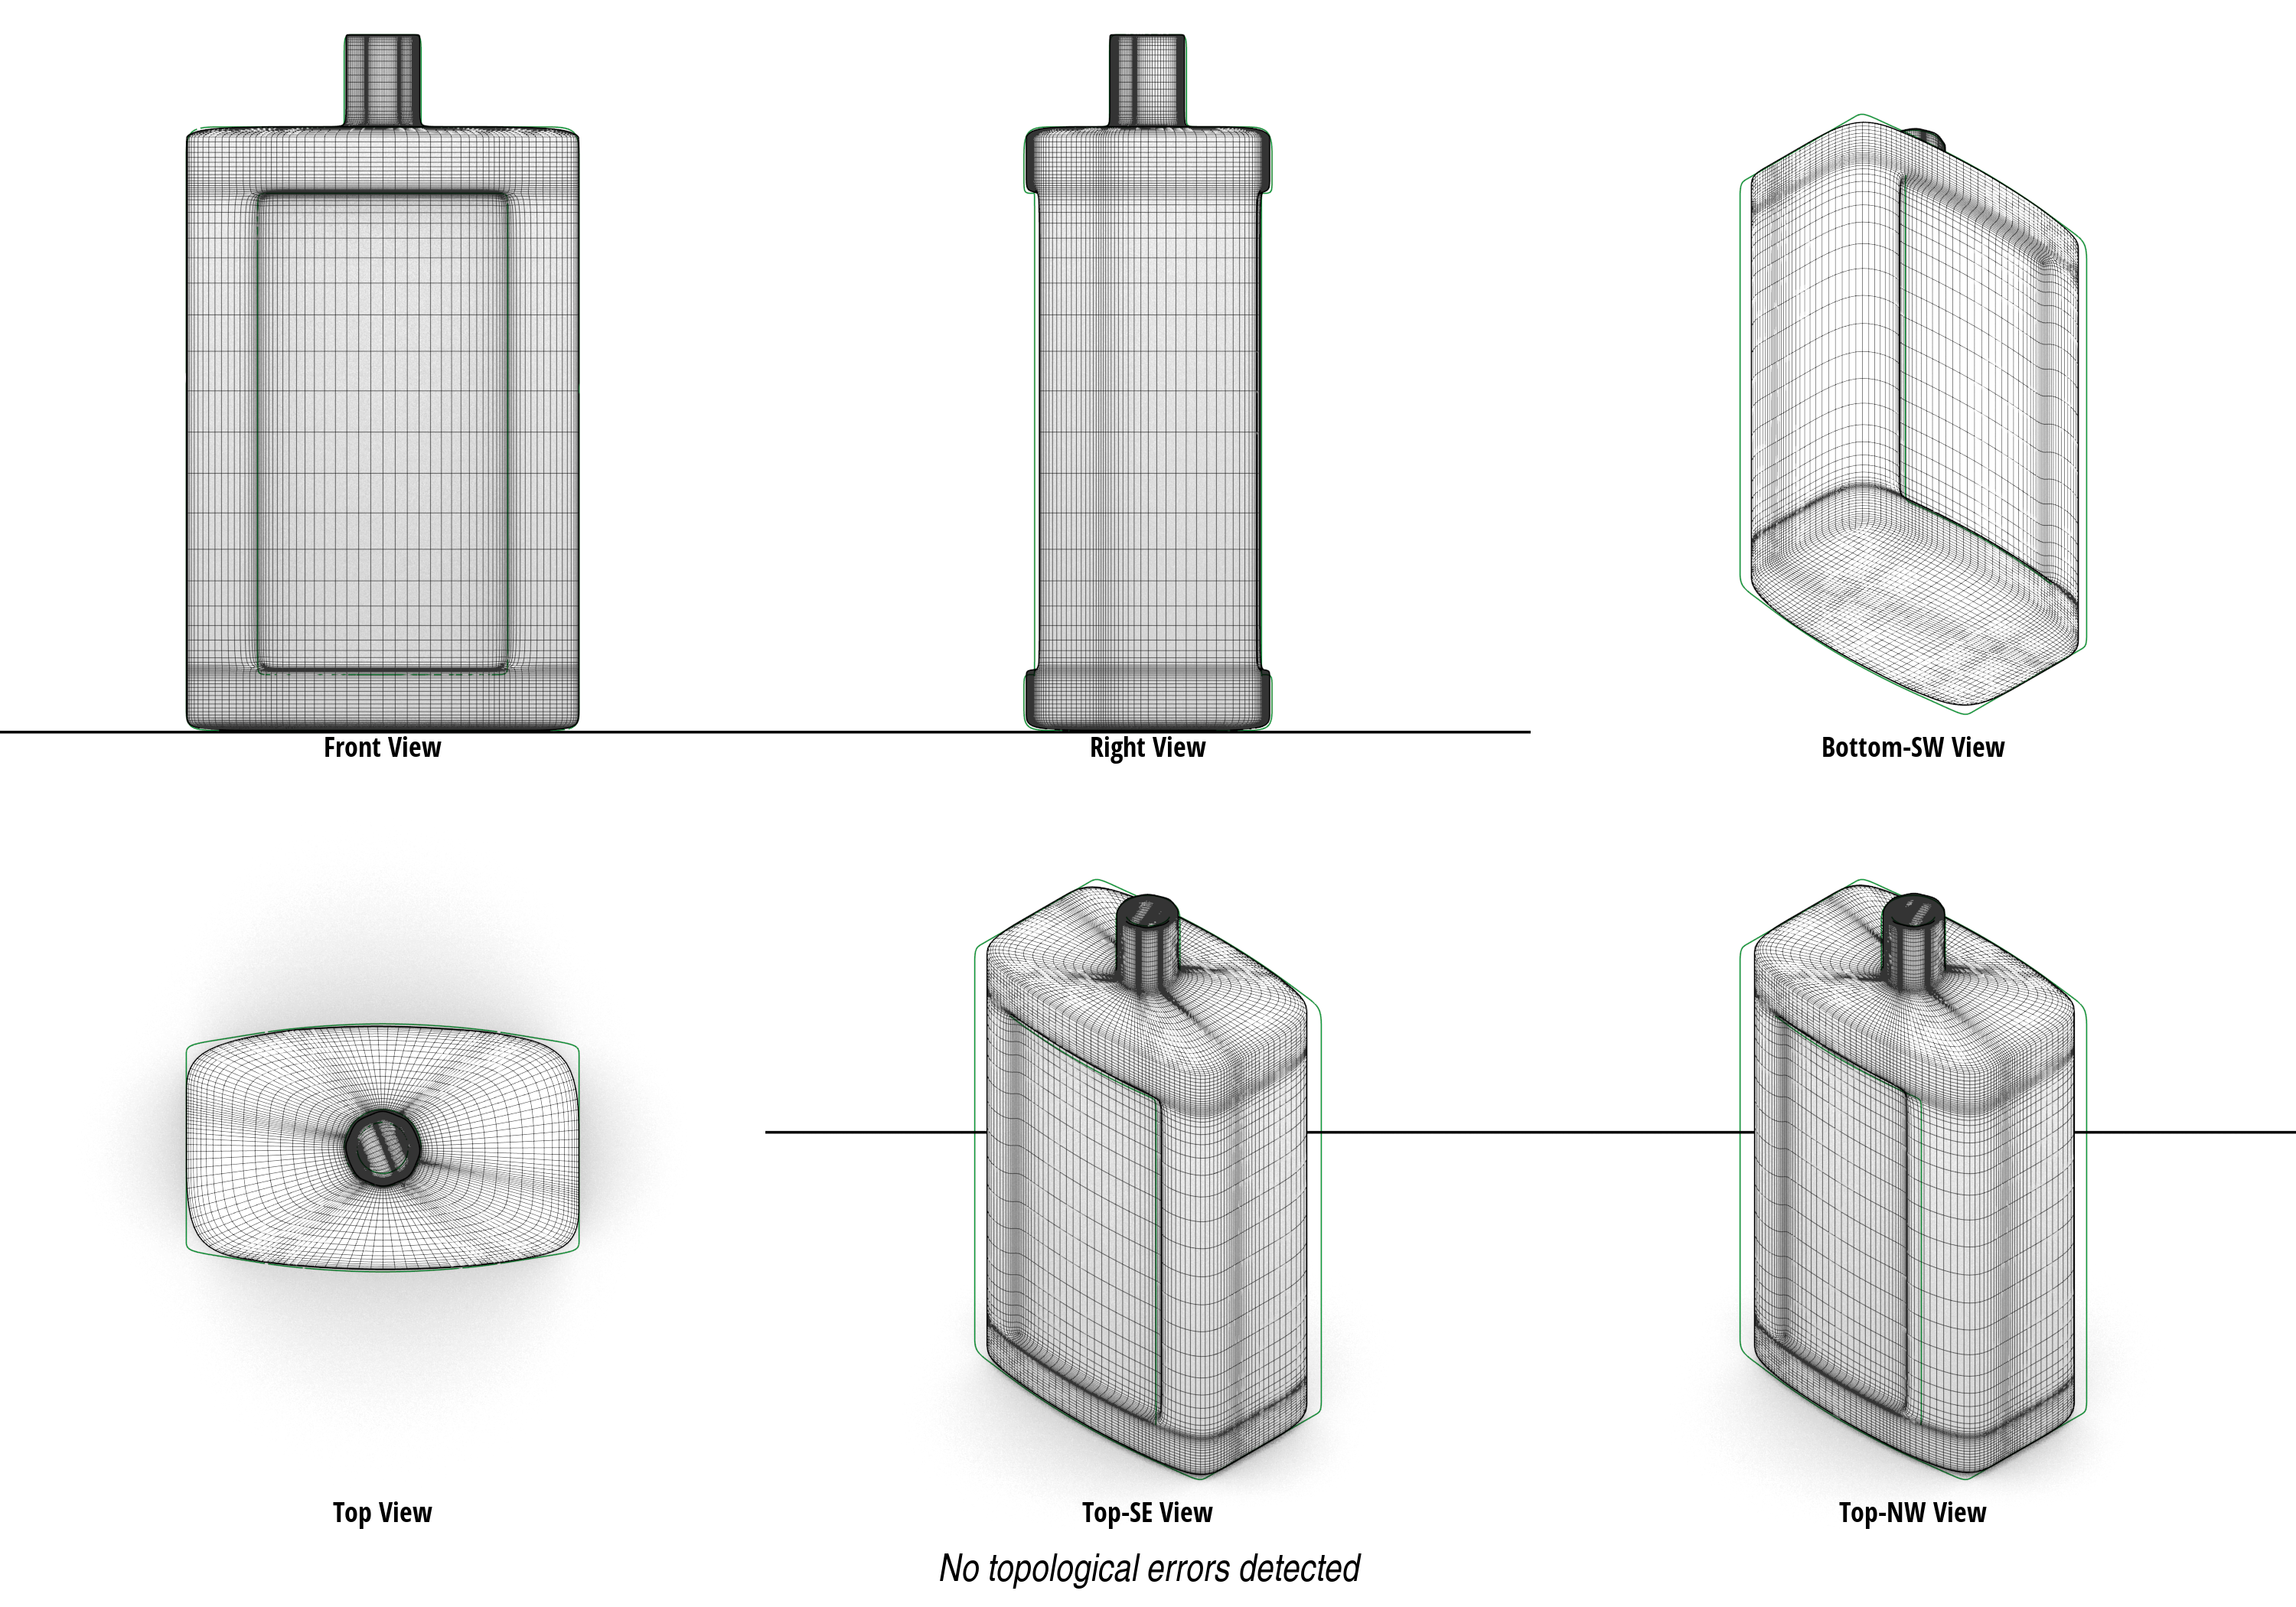 Front View
Right View
Bottom-SW View
Top View
Top-SE View
Top-NW View
No topological errors detected